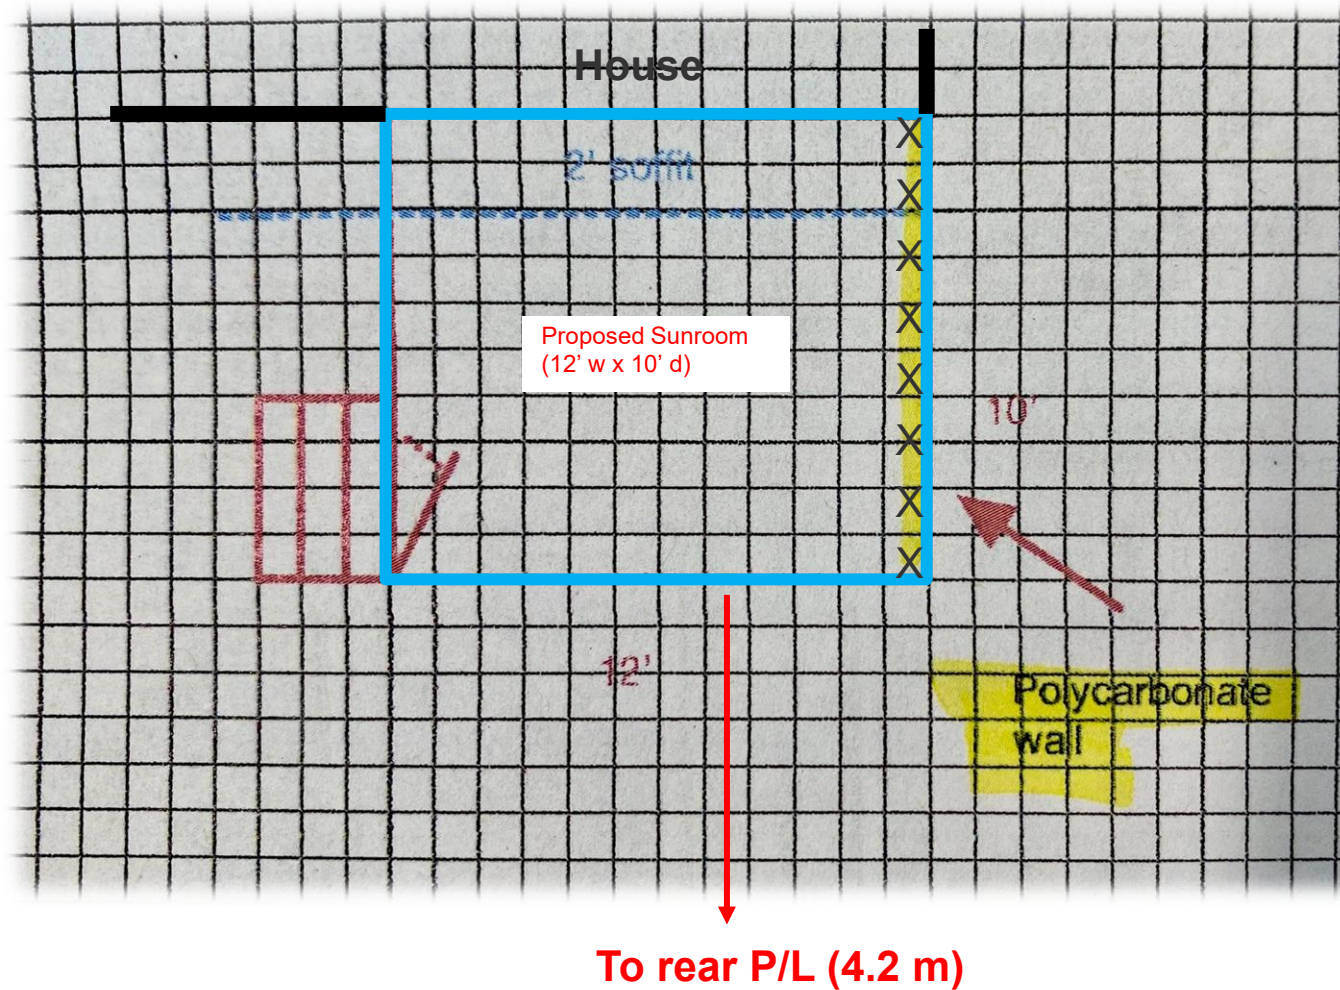 House
X
X
2' soffit
X
Proposed Sunroom
(12' w x 10' d)
X
X
10'
X
X
X
12'
Polycarbonate
wall
To rear P/L (4.2 m)